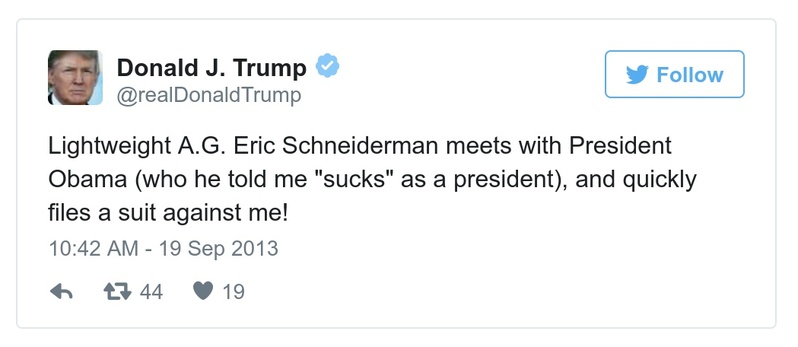 Donald J. Trump
@realDonaldTrump
Follow
Lightweight A.G. Eric Schneiderman meets with President
Obama (who he told me "sucks" as a president), and quickly
files a suit against me!
10:42 AM - 19 Sep 2013
44 19